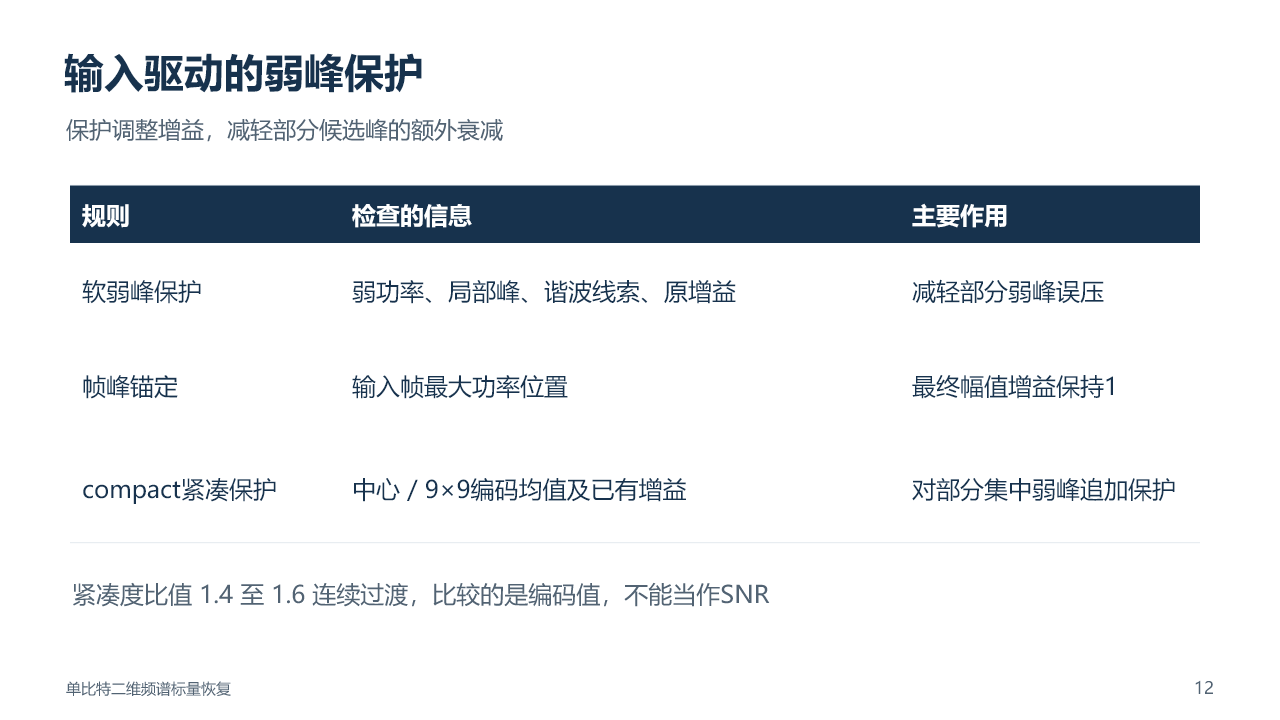 输入驱动的弱峰保护
保护调整增益，减轻部分候选峰的额外衰减
规则 检查的信息 主要作用
软弱峰保护 弱功率、局部峰、谐波线索、原增益 减轻部分弱峰误压
帧峰锚定 输入帧最大功率位置 最终幅值增益保持1
compact紧凑保护 中心 / 9×9编码均值及已有增益 对部分集中弱峰追加保护
紧凑度比值 1.4 至 1.6 连续过渡，比较的是编码值，不能当作SNR
单比特二维频谱标量恢复 12